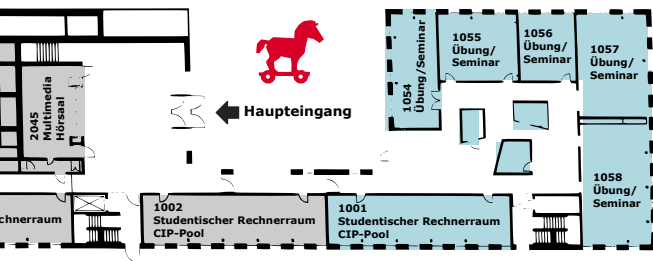 1055
Übung/
Seminar
1056
Übung/
Seminar
1057
Übung/
Seminar
1054
Übung/Seminar
2045
Multimedia
Hörsaal
Haupteingang
1058
Übung/
Seminar
chnerraum
1002
Studentischer Rechnerraum
CIP-Pool
1001
Studentischer Rechnerraum
CIP-Pool